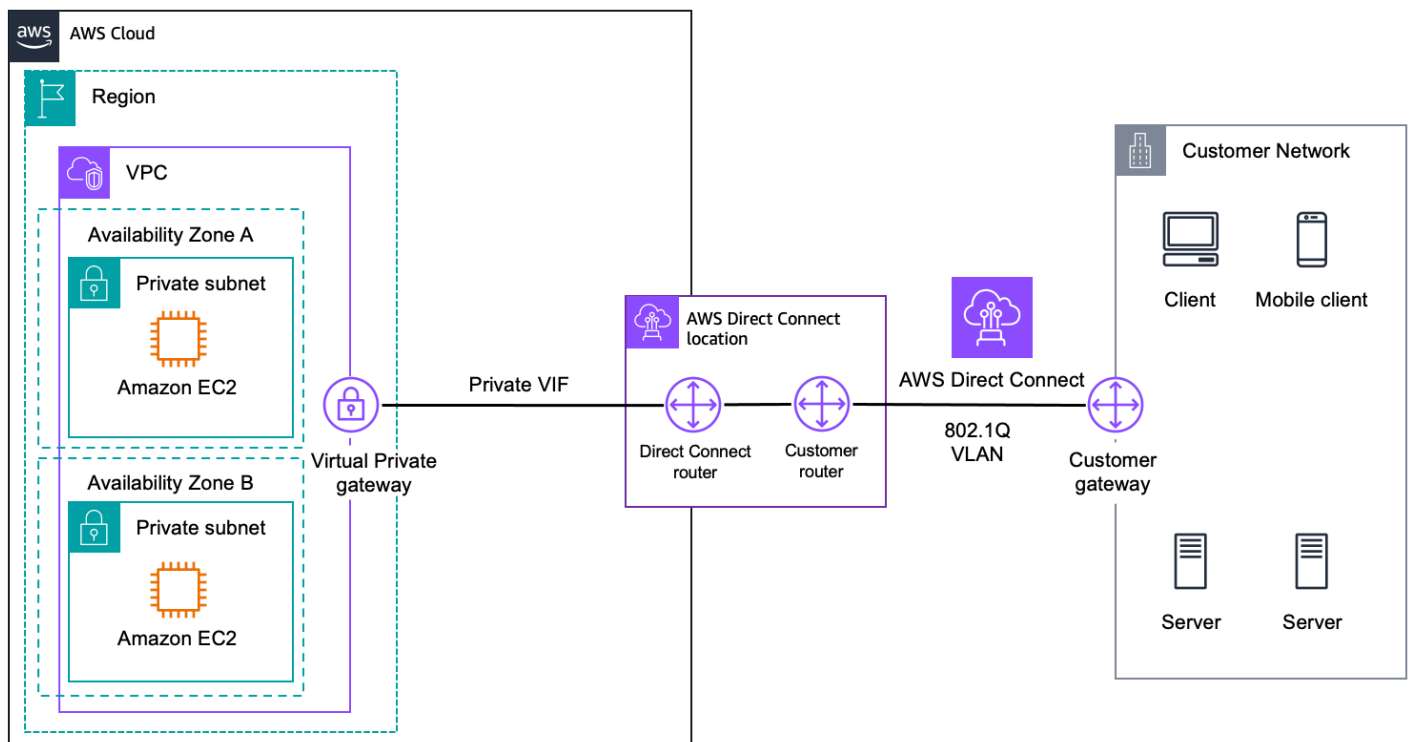 aws
AWS Cloud
Region
VPC
Availability Zone A
Private subnet
Amazon EC2
Virtual Private
gateway
Availability Zone B
Private subnet
Amazon EC2
Private VIF
AWS Direct Connect
location
Direct Connect
router
Customer
router
AWS Direct Connect
802.1Q
VLAN
Customer
gateway
Customer Network
Client
Mobile client
Server
Server